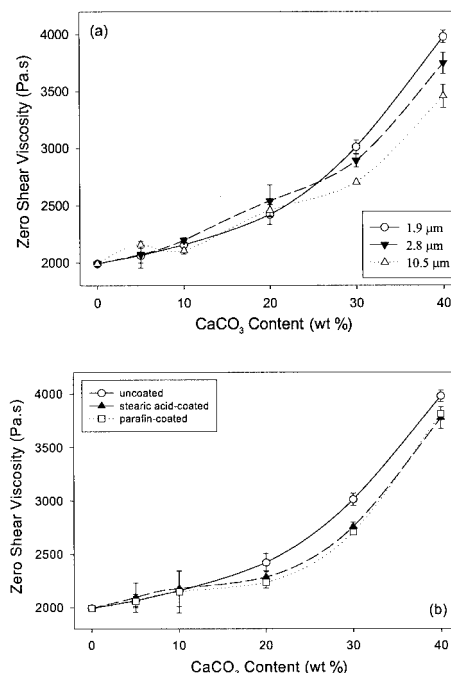 (a)
Zero Shear Viscosity (Pa.s)
4000
3500
3000
2500
2000
1.9 µm
2.8 µm
10.5 µm
0 10 20 30 40
CaCO3 Content (wt %)
uncoated
stearic acid-coated
parafin-coated
Zero Shear Viscosity (Pa.s)
4000
3500
3000
2500
2000
(b)
0 10 20 30 40
CaCO3 Content (wt %)